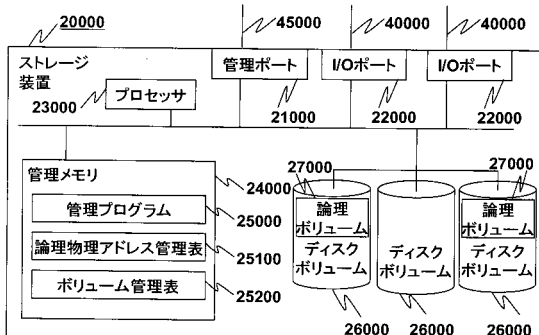 20000
45000
40000
40000
ストレージ
装置
管理ポート
I/Oポート
I/Oポート
23000
プロセッサ
21000
22000
22000
管理メモリ
24000
管理プログラム
25000
論理物理アドレス管理表
25100
ボリューム管理表
25200
27000
27000
論理
ボリューム
ディスク
ボリューム
ディスク
ボリューム
論理
ボリューム
ディスク
ボリューム
26000
26000
26000